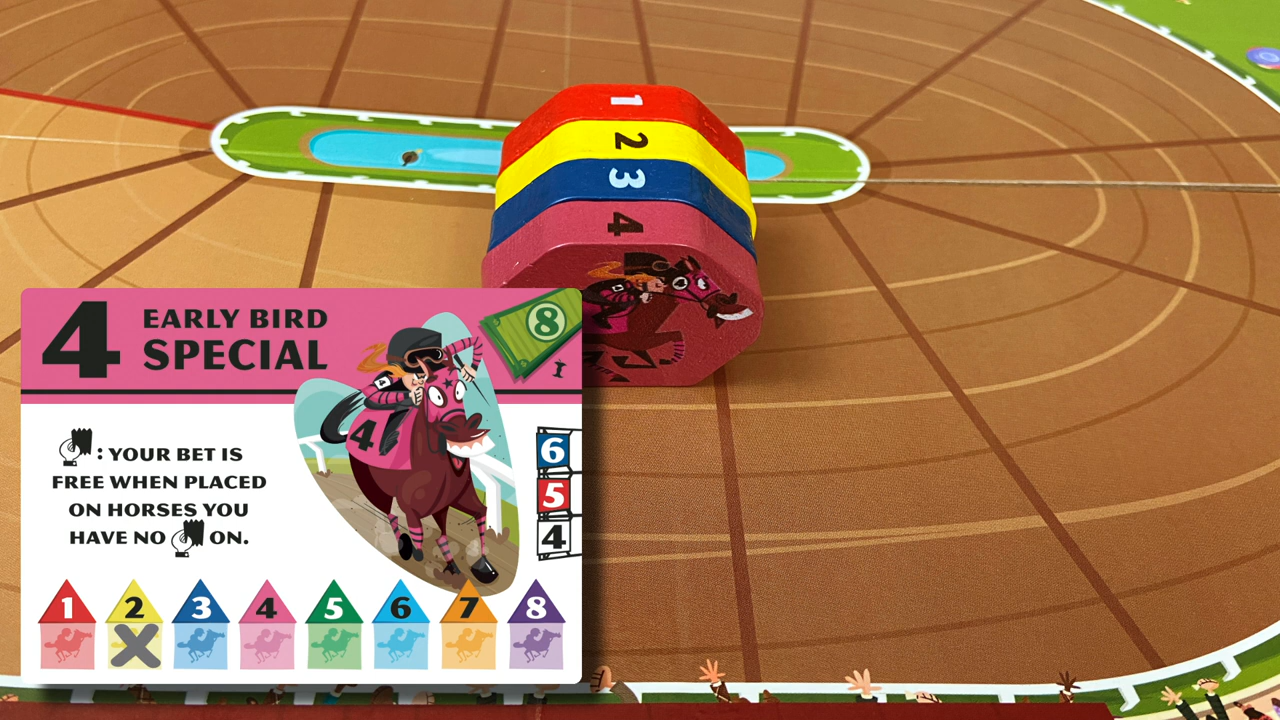 1
2
3
4
4 EARLY BIRD
SPECIAL
8
I
: YOUR BET IS
FREE WHEN PLACED
ON HORSES YOU
HAVE NO ON.
4
6
5
4
1 2 3 4 5 6 7 8
X